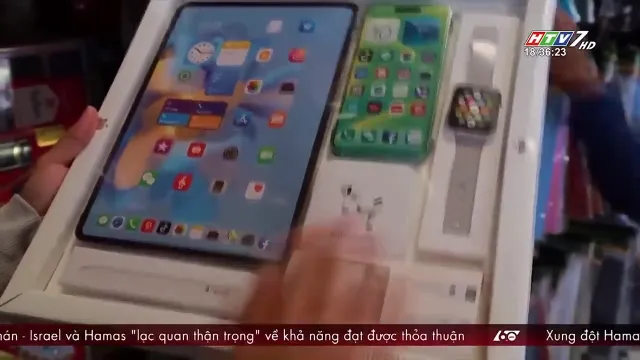 HTV7 HD
18:36:23
hán - Israel và Hamas "lạc quan thận trọng" về khả năng đạt được thỏa thuận
60
Xung đột Hama